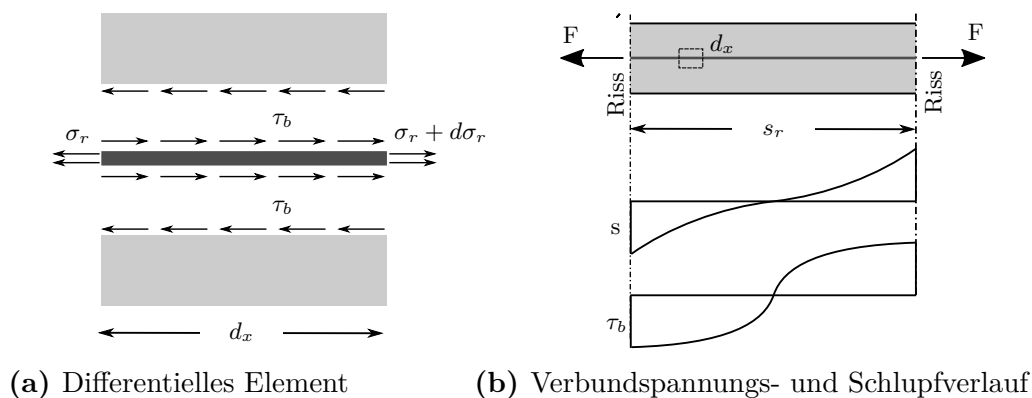 τ_b
σ_r
σ_r + dσ_r
τ_b
d_x
(a) Differentielles Element
F
d_x
F
Riss
Riss
s_r
s
τ_b
(b) Verbundspannungs- und Schlupfverlauf